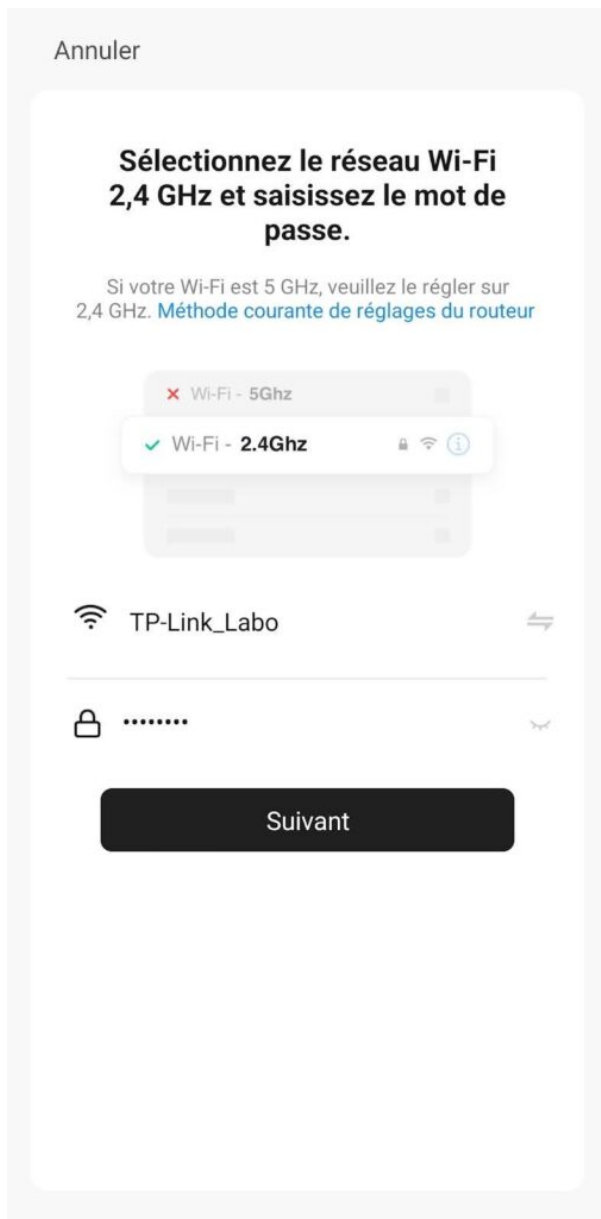 Annuler
Sélectionnez le réseau Wi-Fi
2,4 GHz et saisissez le mot de
passe.
Si votre Wi-Fi est 5 GHz, veuillez le régler sur
2,4 GHz. Méthode courante de réglages du routeur
Wi-Fi - 5Ghz
Wi-Fi - 2.4Ghz
TP-Link_Labo
••••••••
Suivant